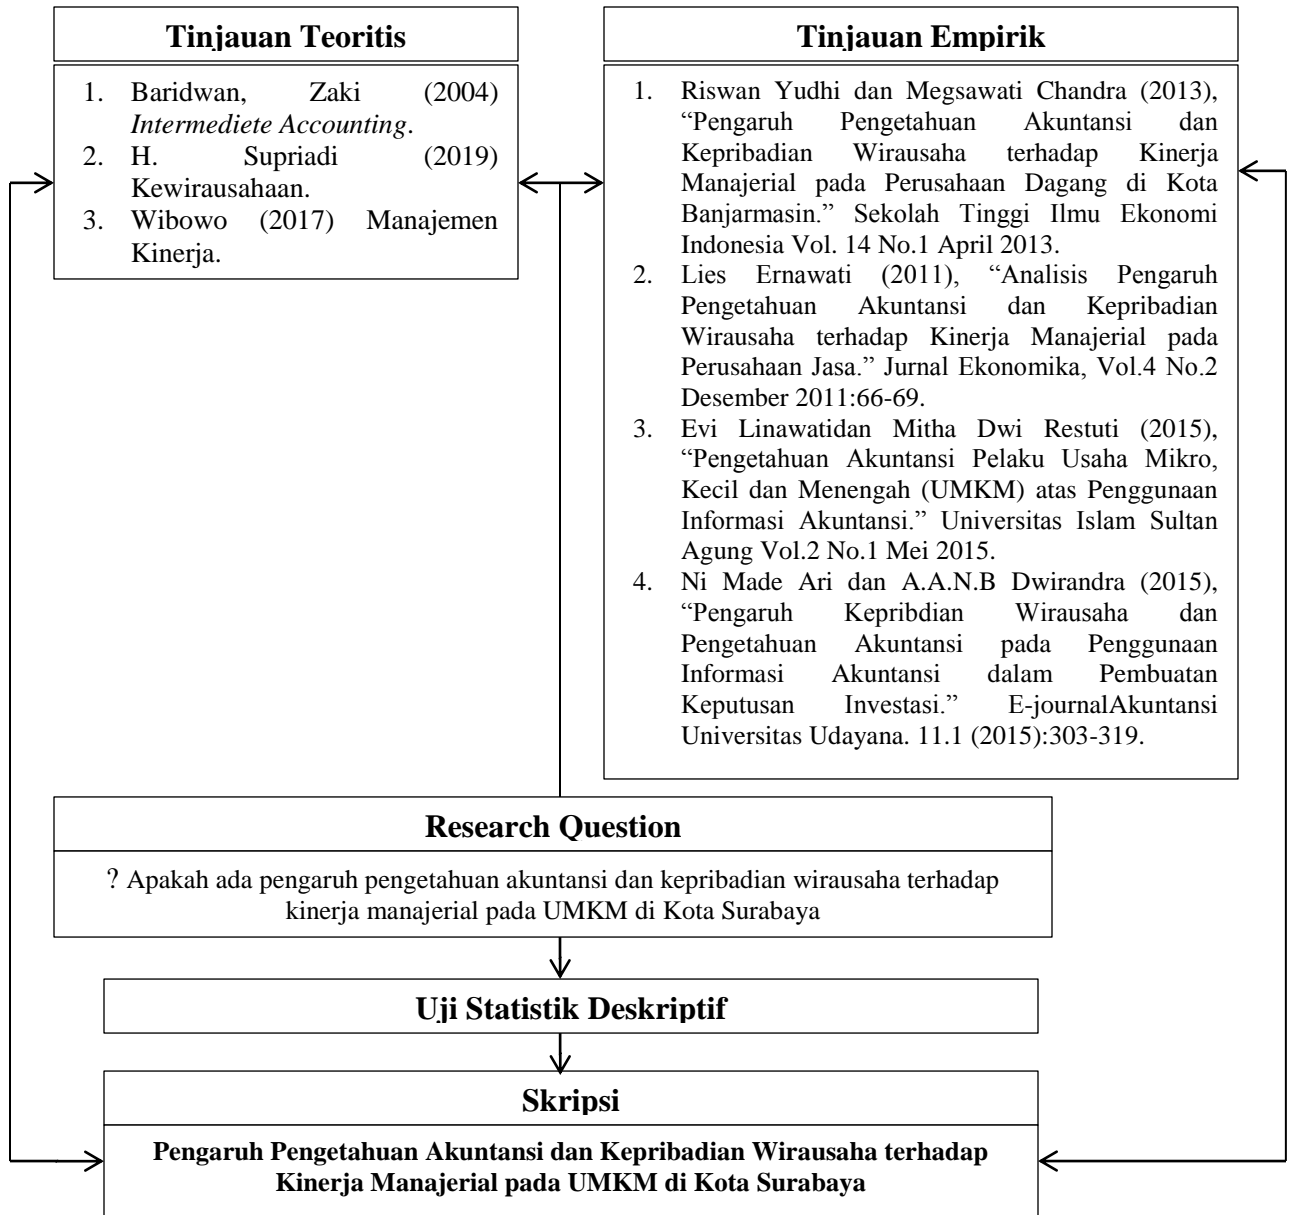 Tinjauan Teoritis
1. Baridwan, Zaki (2004)
Intermediete Accounting.
2. H. Supriadi (2019)
Kewirausahaan.
3. Wibowo (2017) Manajemen
Kinerja.
Tinjauan Empirik
1. Riswan Yudhi dan Megsawati Chandra (2013),
“Pengaruh Pengetahuan Akuntansi dan
Kepribadian Wirausaha terhadap Kinerja
Manajerial pada Perusahaan Dagang di Kota
Banjarmasin.” Sekolah Tinggi Ilmu Ekonomi
Indonesia Vol. 14 No.1 April 2013.
2. Lies Ernawati (2011), “Analisis Pengaruh
Pengetahuan Akuntansi dan Kepribadian
Wirausaha terhadap Kinerja Manajerial pada
Perusahaan Jasa.” Jurnal Ekonomika, Vol.4 No.2
Desember 2011:66-69.
3. Evi Linawatidan Mitha Dwi Restuti (2015),
“Pengetahuan Akuntansi Pelaku Usaha Mikro,
Kecil dan Menengah (UMKM) atas Penggunaan
Informasi Akuntansi.” Universitas Islam Sultan
Agung Vol.2 No.1 Mei 2015.
4. Ni Made Ari dan A.A.N.B Dwirandra (2015),
“Pengaruh Kepribdian Wirausaha dan
Pengetahuan Akuntansi pada Penggunaan
Informasi Akuntansi dalam Pembuatan
Keputusan Investasi.” E-journalAkuntansi
Universitas Udayana. 11.1 (2015):303-319.
Research Question
? Apakah ada pengaruh pengetahuan akuntansi dan kepribadian wirausaha terhadap
kinerja manajerial pada UMKM di Kota Surabaya
Uji Statistik Deskriptif
Skripsi
Pengaruh Pengetahuan Akuntansi dan Kepribadian Wirausaha terhadap
Kinerja Manajerial pada UMKM di Kota Surabaya